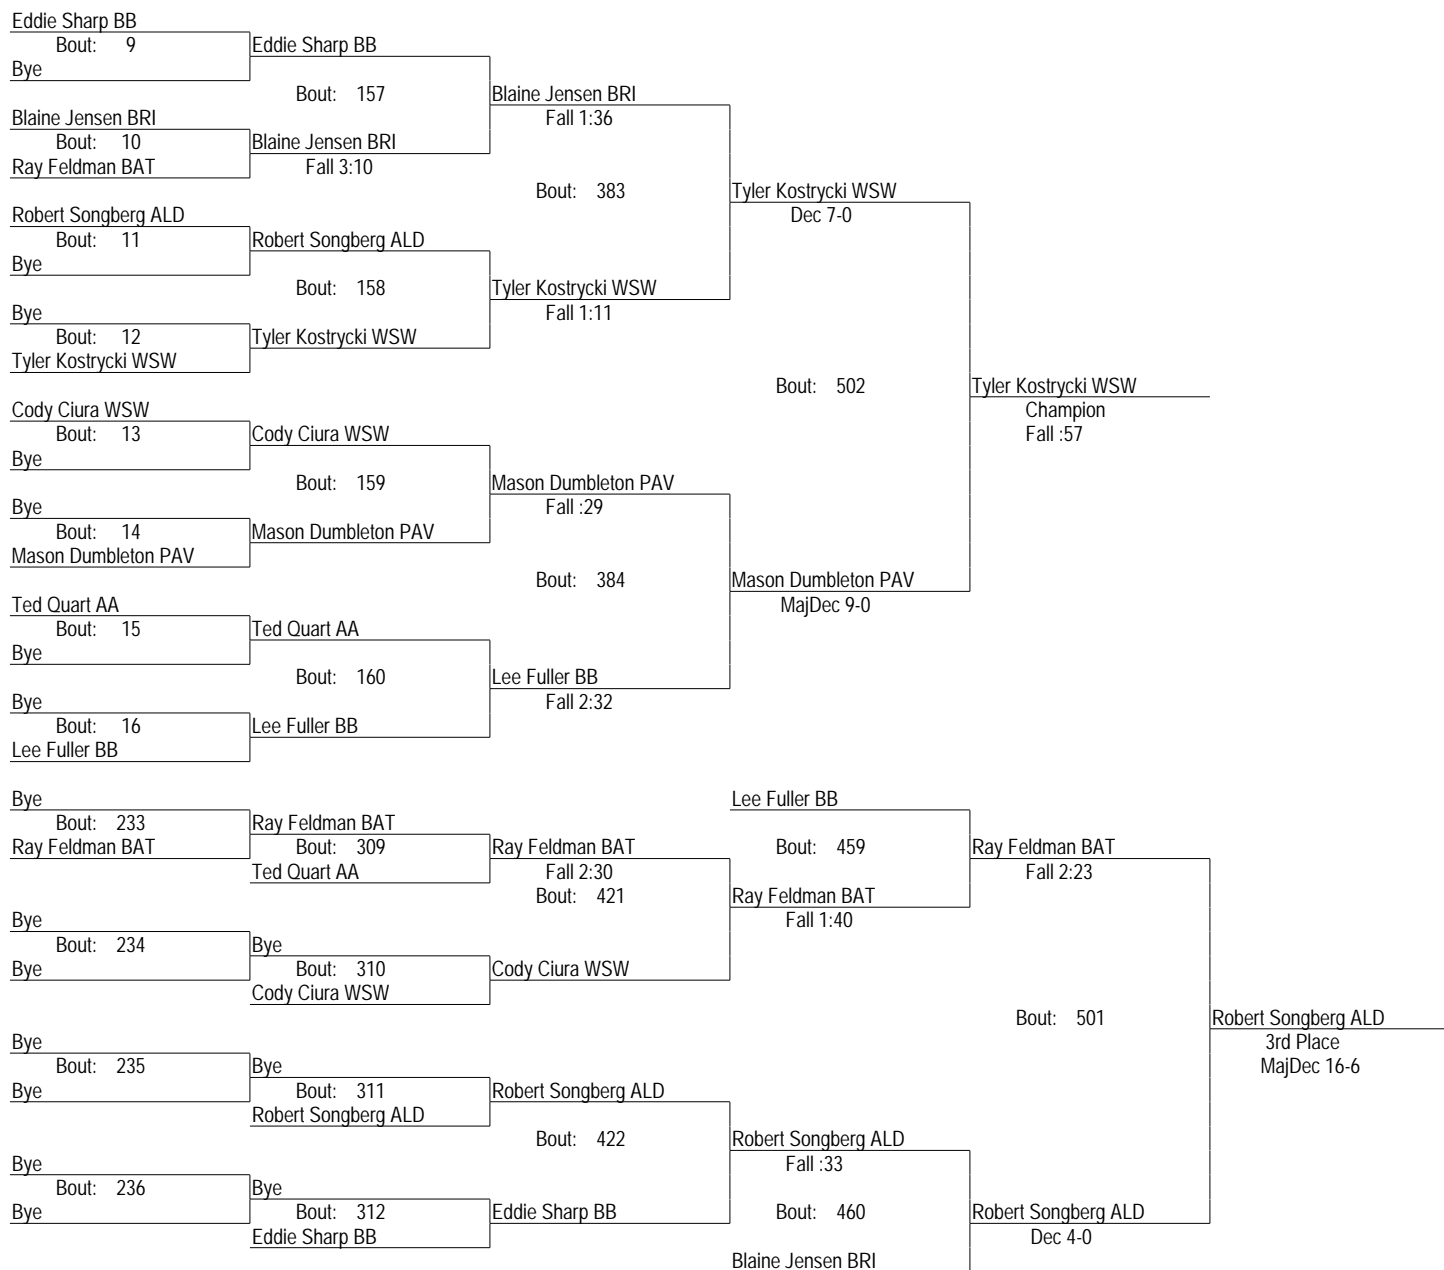 Eddie Sharp BB
Bout: 9
Eddie Sharp BB
Bye
Bout: 157
Blaine Jensen BRI
Fall 1:36
Blaine Jensen BRI
Bout: 10
Blaine Jensen BRI
Fall 3:10
Ray Feldman BAT
Bout: 383
Tyler Kostrycki WSW
Dec 7-0
Robert Songberg ALD
Bout: 11
Robert Songberg ALD
Bye
Bout: 158
Tyler Kostrycki WSW
Fall 1:11
Bye
Bout: 12
Tyler Kostrycki WSW
Tyler Kostrycki WSW
Bout: 502
Tyler Kostrycki WSW
Champion
Fall :57
Cody Ciura WSW
Bout: 13
Cody Ciura WSW
Bye
Bout: 159
Mason Dumbleton PAV
Fall :29
Bye
Bout: 14
Mason Dumbleton PAV
Mason Dumbleton PAV
Bout: 384
Mason Dumbleton PAV
MajDec 9-0
Ted Quart AA
Bout: 15
Ted Quart AA
Bye
Bout: 160
Lee Fuller BB
Fall 2:32
Bye
Bout: 16
Lee Fuller BB
Lee Fuller BB
Bye
Bout: 233
Ray Feldman BAT
Ray Feldman BAT
Bout: 309
Ted Quart AA
Ray Feldman BAT
Fall 2:30
Bout: 421
Lee Fuller BB
Bout: 459
Ray Feldman BAT
Fall 1:40
Ray Feldman BAT
Fall 2:23
Bye
Bout: 234
Bye
Bye
Bout: 310
Cody Ciura WSW
Cody Ciura WSW
Bout: 501
Robert Songberg ALD
3rd Place
MajDec 16-6
Bye
Bout: 235
Bye
Bye
Bout: 311
Robert Songberg ALD
Robert Songberg ALD
Bout: 422
Robert Songberg ALD
Fall :33
Bye
Bout: 236
Bye
Bye
Bout: 312
Eddie Sharp BB
Eddie Sharp BB
Bout: 460
Robert Songberg ALD
Dec 4-0
Blaine Jensen BRI